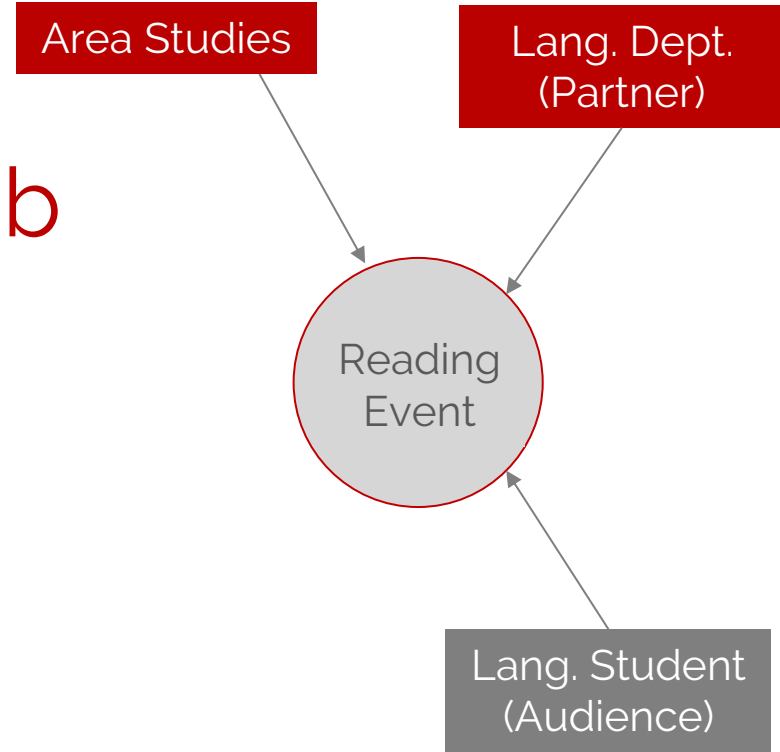 Area Studies
Lang. Dept.
(Partner)
b
Reading
Event
Lang. Student
(Audience)